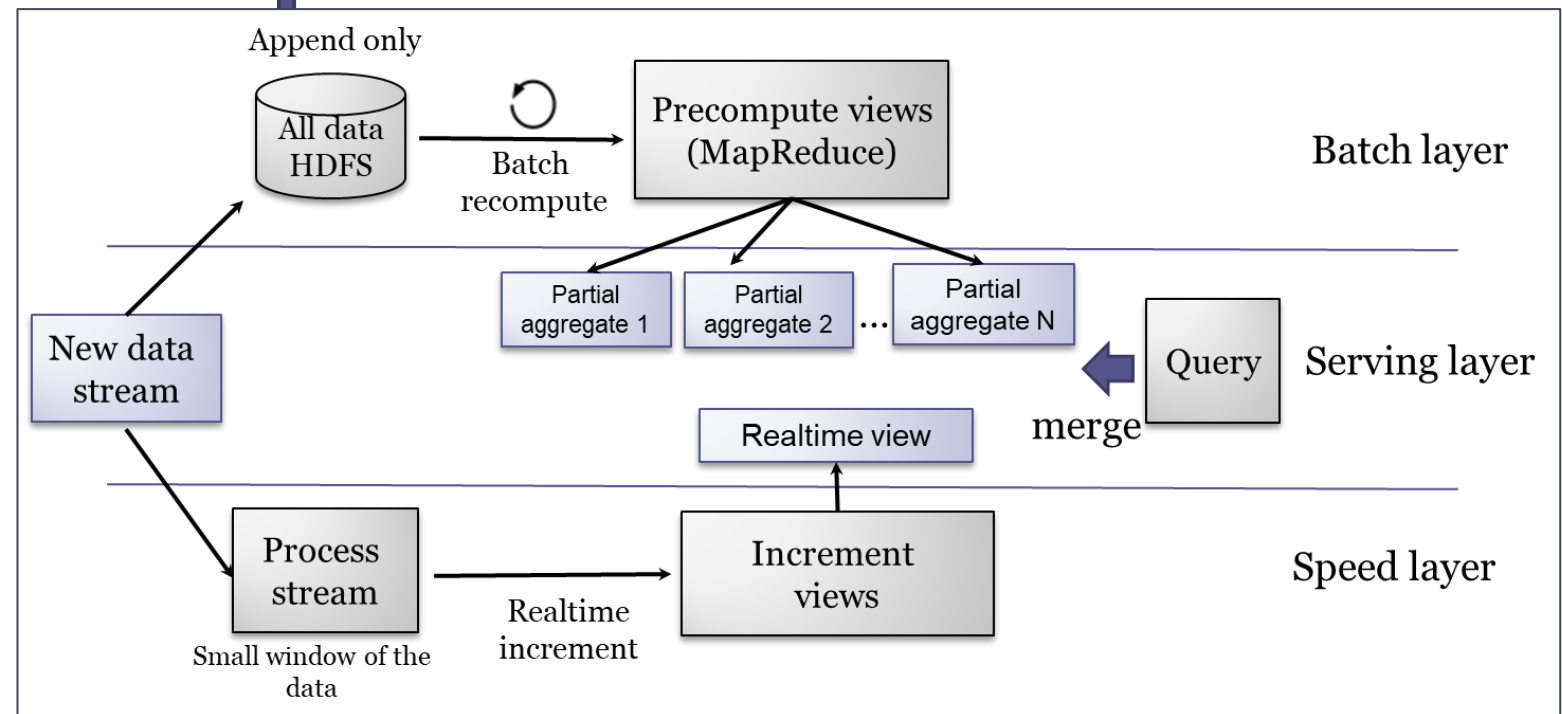 Append only
All data
HDFS
Batch
recompute
Precompute views
(MapReduce)
Batch layer
New data
stream
Partial
aggregate 1
Partial
aggregate 2
...
Partial
aggregate N
Query
Serving layer
merge
Realtime view
Process
stream
Small window of the
data
Realtime
increment
Increment
views
Speed layer